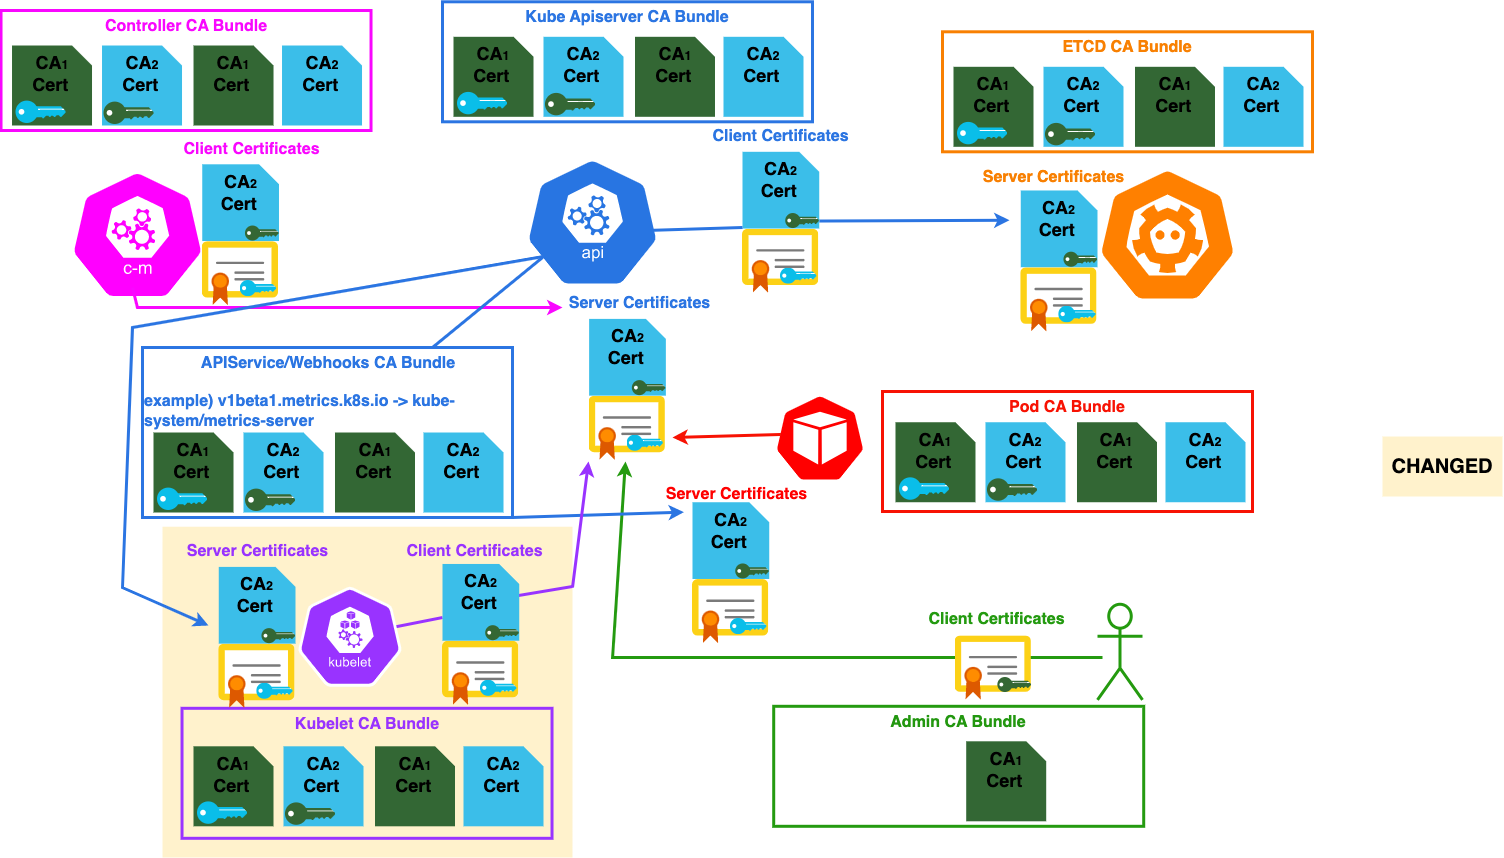 Controller CA Bundle
CA1
Cert
CA2
Cert
CA1
Cert
CA2
Cert
Kube Apiserver CA Bundle
CA1
Cert
CA2
Cert
CA1
Cert
CA2
Cert
ETCD CA Bundle
CA1
Cert
CA2
Cert
CA1
Cert
CA2
Cert
Client Certificates
CA2
Cert
c-m
api
Client Certificates
CA2
Cert
Server Certificates
CA2
Cert
Server Certificates
CA2
Cert
APIService/Webhooks CA Bundle
example) v1beta1.metrics.k8s.io -> kube-
system/metrics-server
CA1
Cert
CA2
Cert
CA1
Cert
CA2
Cert
Pod CA Bundle
CA1
Cert
CA2
Cert
CA1
Cert
CA2
Cert
CHANGED
Server Certificates
CA2
Cert
Server Certificates
CA2
Cert
kubelet
Client Certificates
CA2
Cert
Kubelet CA Bundle
CA1
Cert
CA2
Cert
CA1
Cert
CA2
Cert
Client Certificates
Admin CA Bundle
CA1
Cert